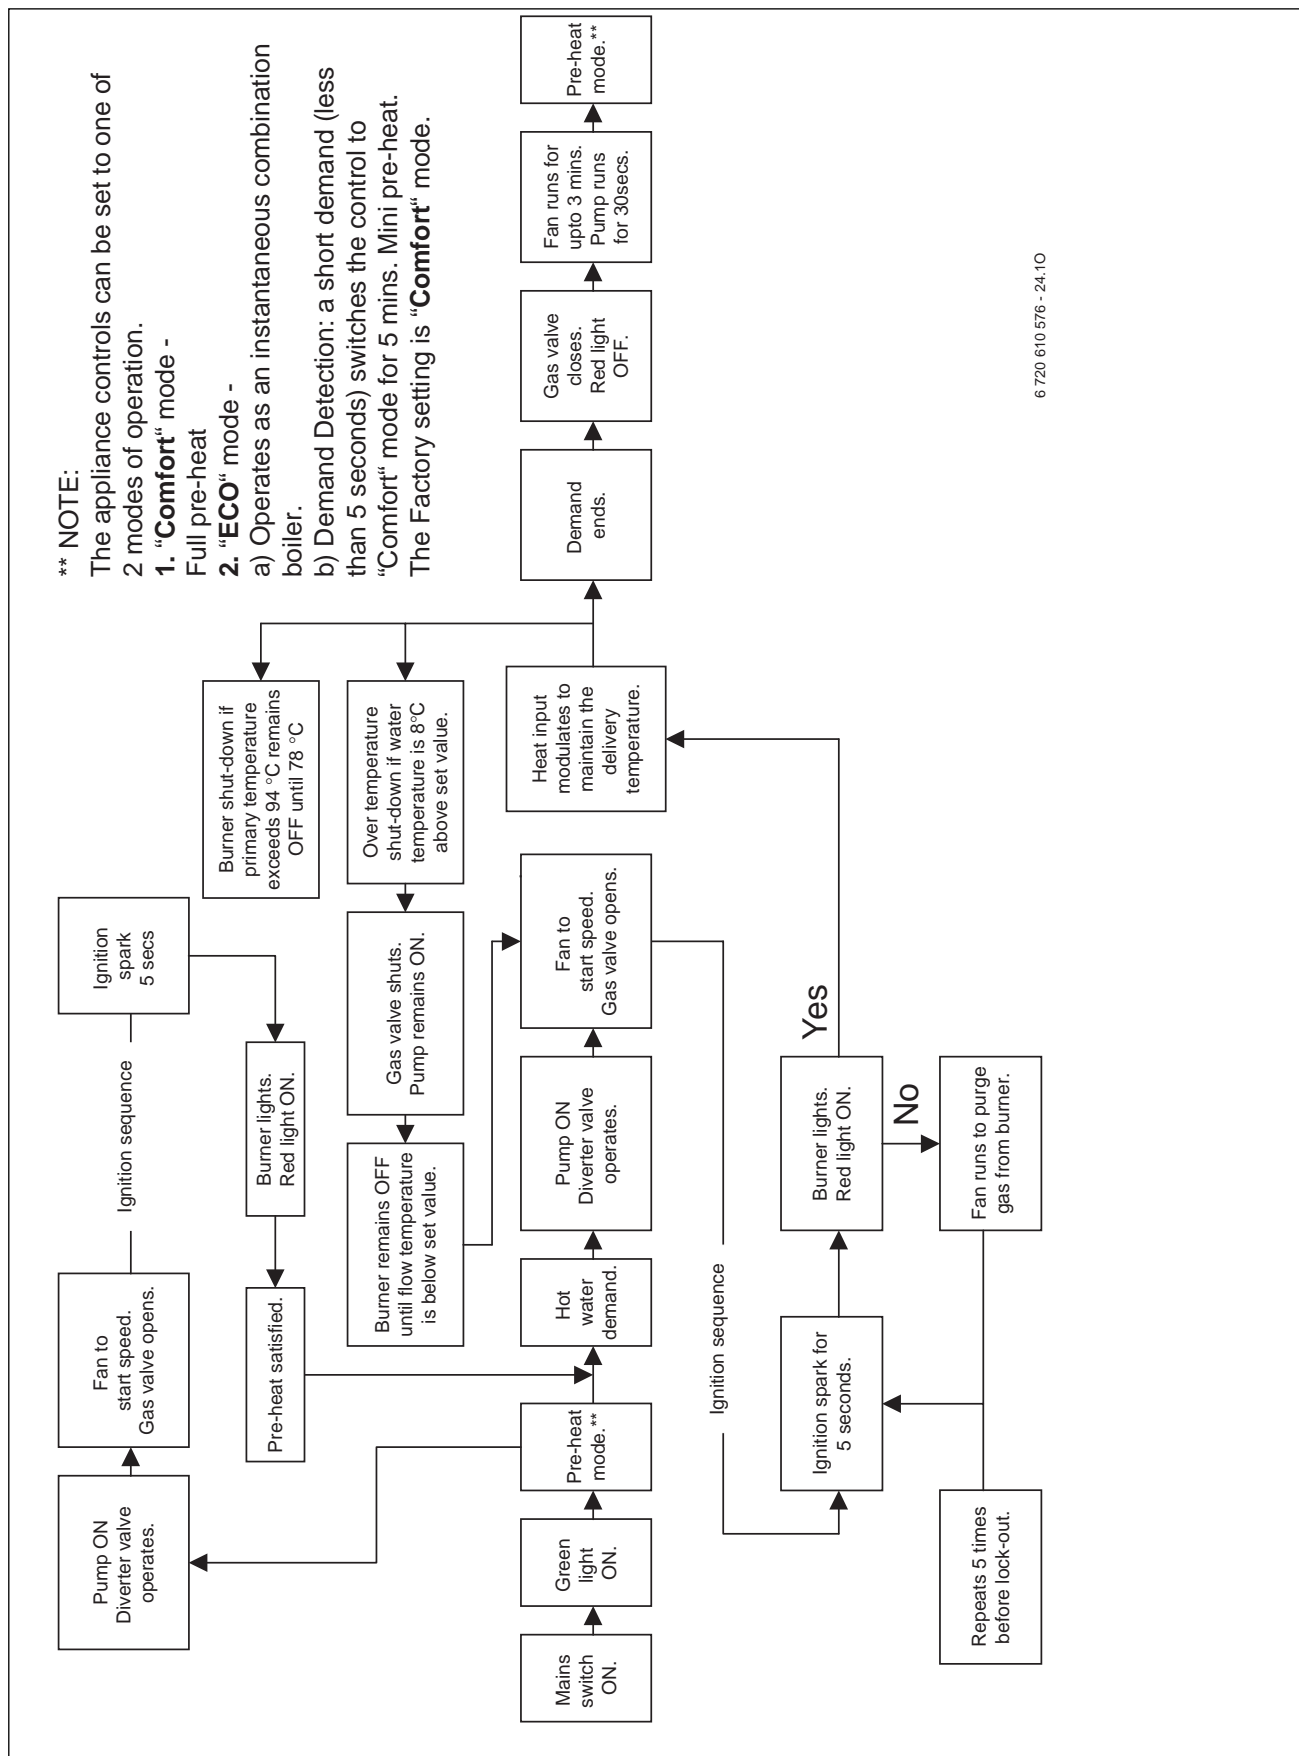 ** NOTE:
The appliance controls can be set to one of
2 modes of operation.
1. “Comfort“ mode -
Full pre-heat
2. “ECO“ mode -
a) Operates as an instantaneous combination
boiler.
b) Demand Detection: a short demand (less
than 5 seconds) switches the control to
“Comfort“ mode for 5 mins. Mini pre-heat.
The Factory setting is “Comfort“ mode.
Pump ON
Diverter valve
operates.
Fan to
start speed.
Gas valve opens.
Ignition sequence
Ignition
spark
5 secs
Burner lights.
Red light ON.
Pre-heat satisfied.
Burner shut-down if
primary temperature
exceeds 94 °C remains
OFF until 78 °C
Over temperature
shut-down if water
temperature is 8°C
above set value.
Gas valve shuts.
Pump remains ON.
Burner remains OFF
until flow temperature
is below set value.
Mains
switch
ON.
Green
light
ON.
Pre-heat
mode.**
Hot
water
demand.
Pump ON
Diverter valve
operates.
Fan to
start speed.
Gas valve opens.
Heat input
modulates to
maintain the
delivery
temperature.
Demand
ends.
Gas valve
closes.
Red light
OFF.
Fan runs for
upto 3 mins.
Pump runs
for 30secs.
Pre-heat
mode.**
Ignition sequence
Ignition spark for
5 seconds.
Burner lights.
Red light ON.
Yes
No
Fan runs to purge
gas from burner.
Repeats 5 times
before lock-out.
6 720 610 576 - 24.1O